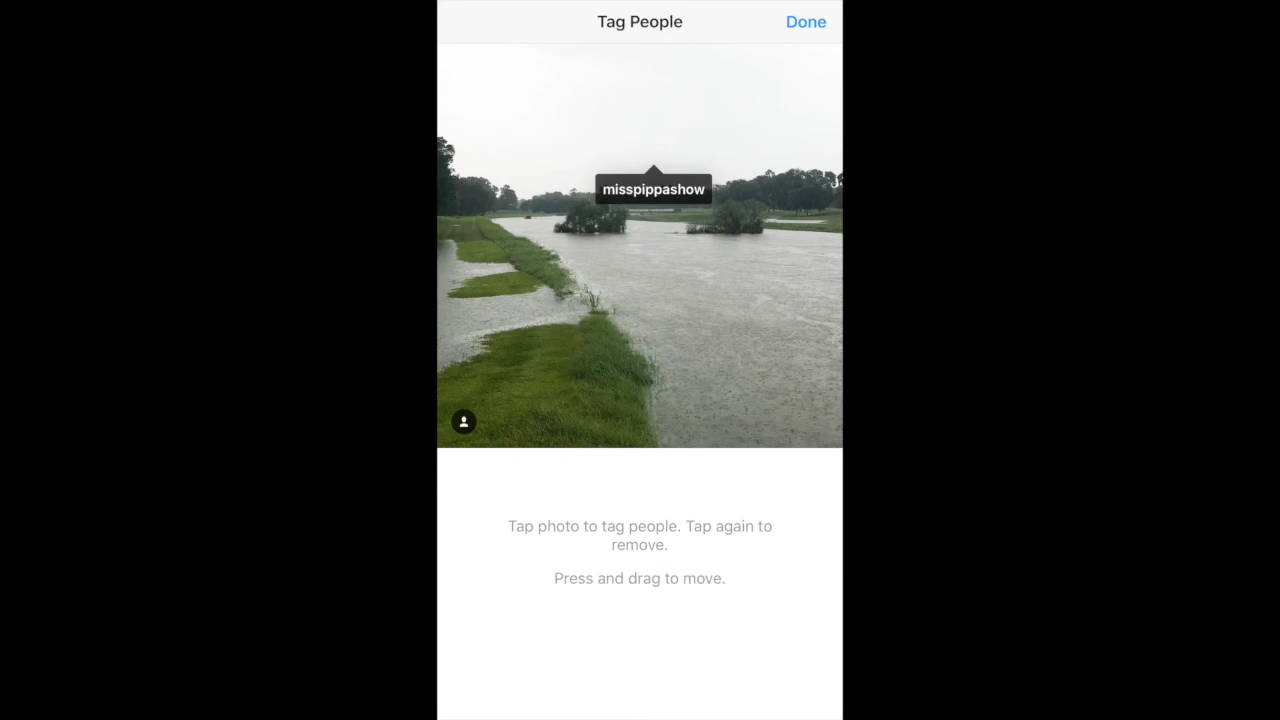 Tag People Done
misspippashow
Tap photo to tag people. Tap again to
remove.
Press and drag to move.